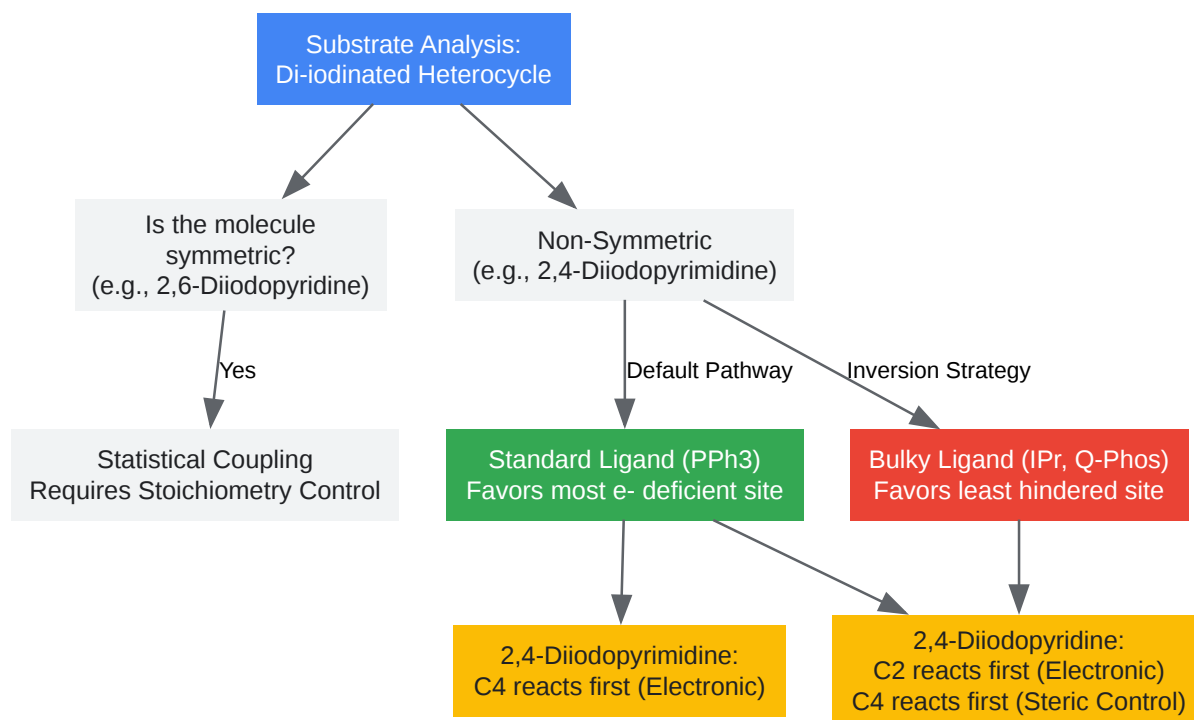 Substrate Analysis:
Di-iodinated Heterocycle
Is the molecule
symmetric?
(e.g., 2,6-Diiodopyridine)
Non-Symmetric
(e.g., 2,4-Diiodopyrimidine)
Yes
Default Pathway
Inversion Strategy
Statistical Coupling
Requires Stoichiometry Control
Standard Ligand (PPh3)
Favors most e- deficient site
Bulky Ligand (IPr, Q-Phos)
Favors least hindered site
2,4-Diiodopyrimidine:
C4 reacts first (Electronic)
2,4-Diiodopyridine:
C2 reacts first (Electronic)
C4 reacts first (Steric Control)